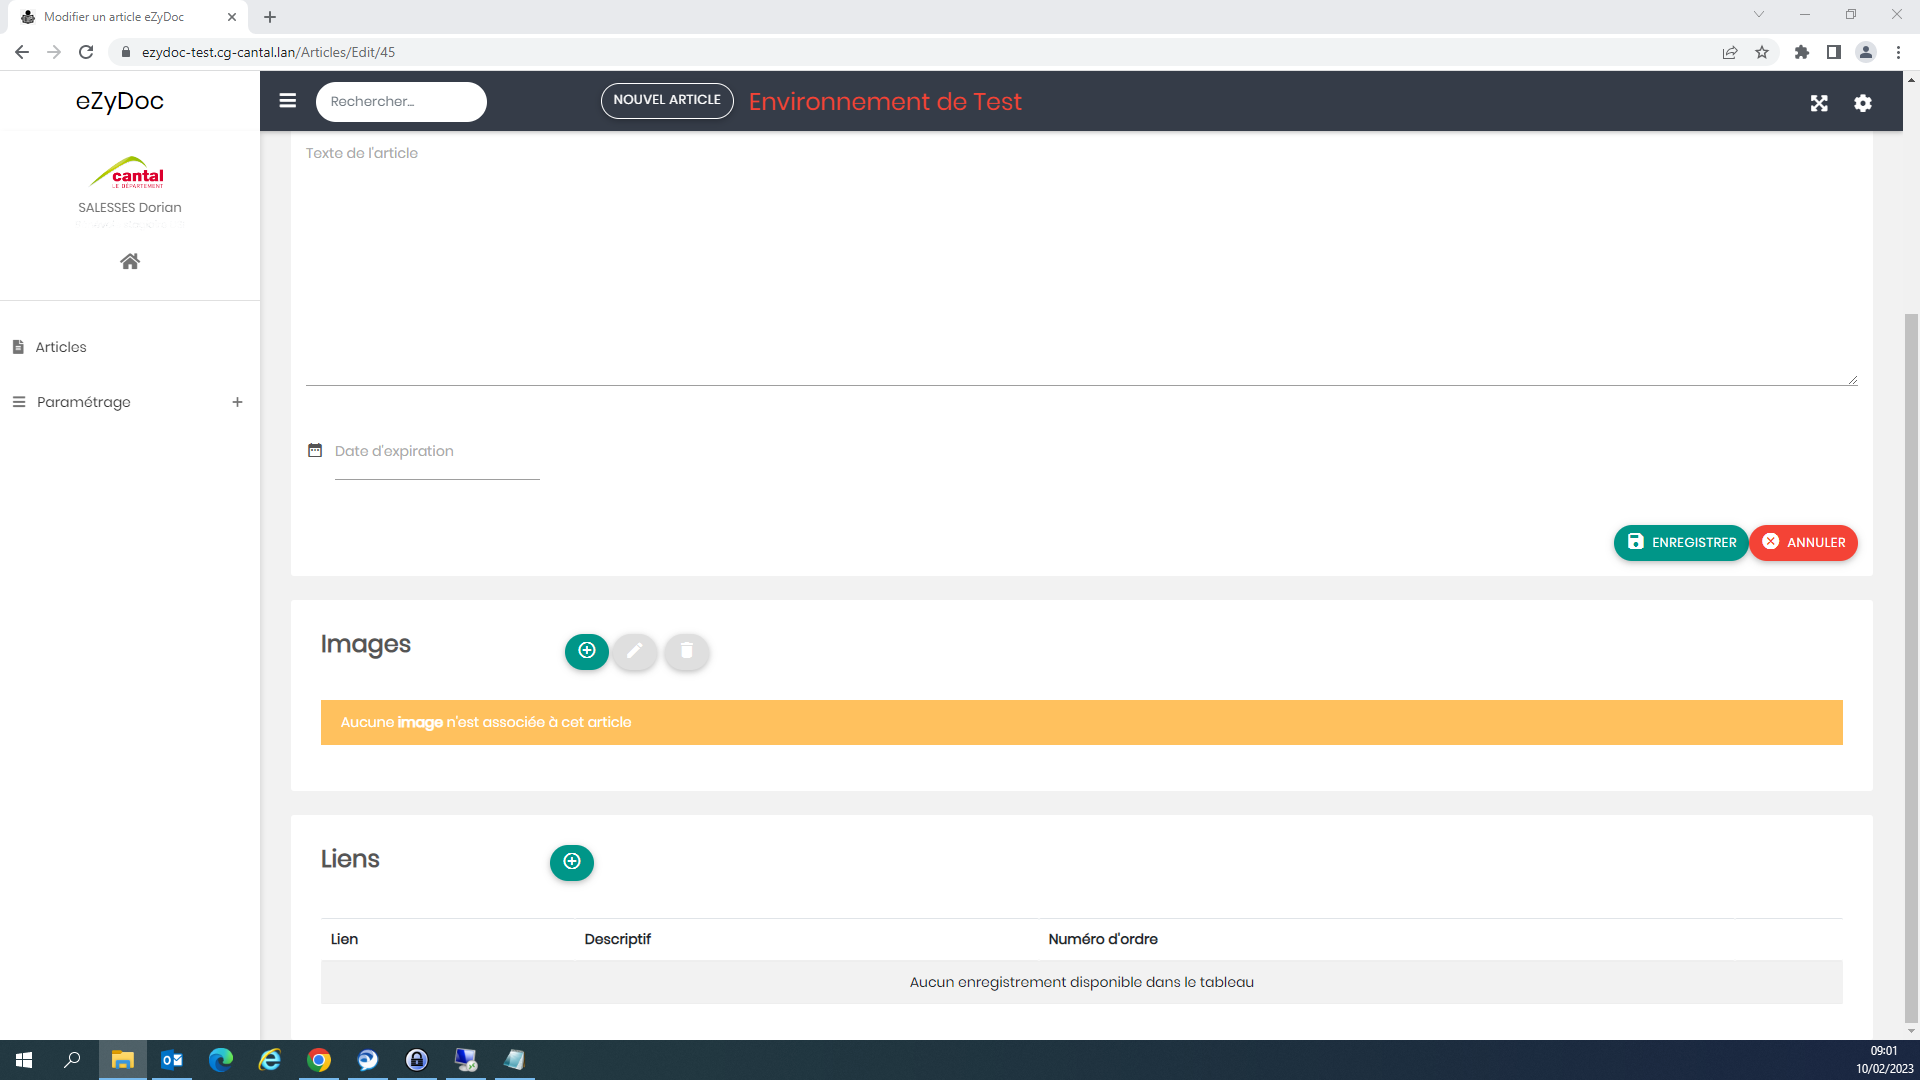 Modifier un article eZyDoc
ezydoc-test.cg-cantal.lan/Articles/Edit/45
eZyDoc
Rechercher...
NOUVEL ARTICLE
Environnement de Test
cantal
LE DÉPARTEMENT
SALESSES Dorian
Articles
Paramétrage
Texte de l'article
Date d'expiration
ENREGISTRER
ANNULER
Images
Aucune image n'est associée à cet article
Liens
Lien
Descriptif
Numéro d'ordre
Aucun enregistrement disponible dans le tableau
09:01
10/02/2023